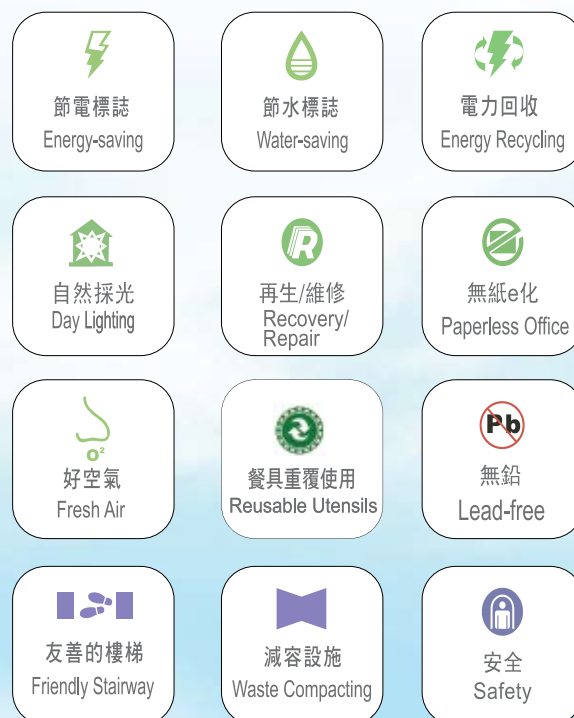 節電標誌
Energy-saving
節水標誌
Water-saving
電力回收
Energy Recycling
自然採光
Day Lighting
R
再生/維修
Recovery/
Repair
無紙e化
Paperless Office
O²
好空氣
Fresh Air
餐具重覆使用
Reusable Utensils
Pb
無鉛
Lead-free
友善的樓梯
Friendly Stairway
減容設施
Waste Compacting
安全
Safety